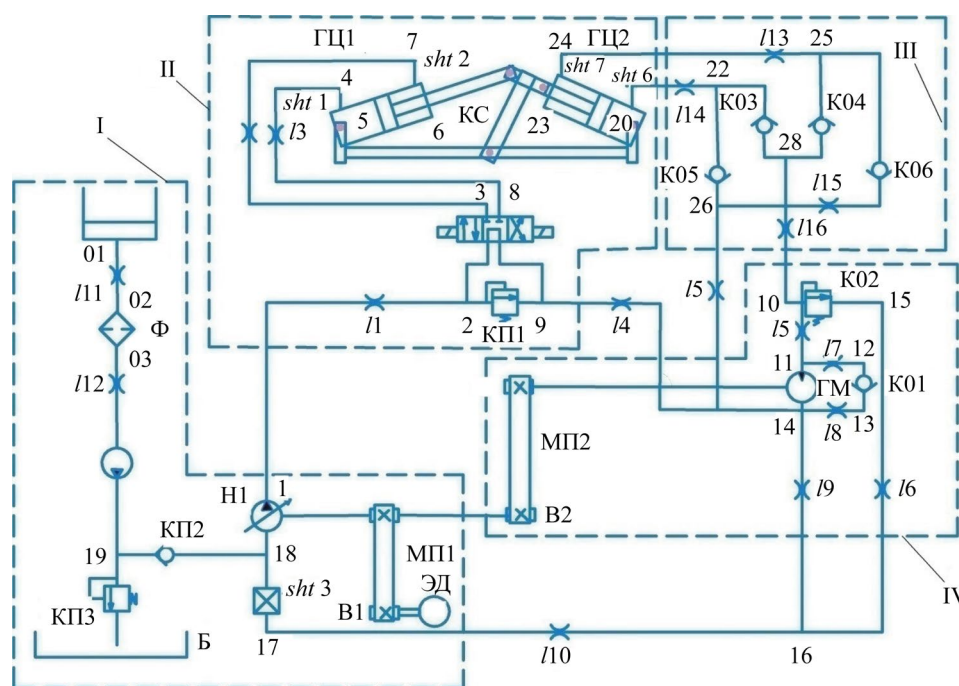 ГЦ1 7 24 ГЦ2 l13 25 III
II 4 sht 2 sht 7 sht 6 22
sht 1 К03 К04
I l3 5 6 КС 23 20 l14 28
К05 К06
3 8 26 l15
01 l16
l11 02 l5 К02
Ф l1 2 КП1 9 l4 10 15
03 l5
l12 11 l7 12
ГМ К01
14 l8 13
МП2
Н1 1 l9 l6
КП2 В2
19 18 МП1
sht 3 ЭД
КП3 В1 IV
Б 17 l10 16